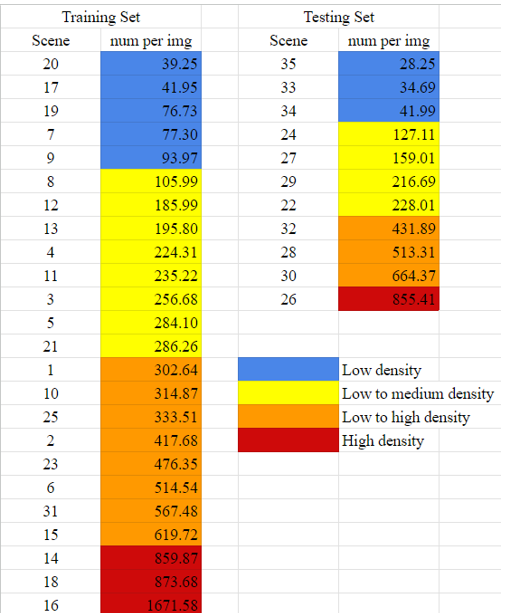 Training Set Testing Set
Scene num per img Scene num per img
20 39.25 35 28.25
17 41.95 33 34.69
19 76.73 34 41.99
7 77.30 24 127.11
9 93.97 27 159.01
8 105.99 29 216.69
12 185.99 22 228.01
13 195.80 32 431.89
4 224.31 28 513.31
11 235.22 30 664.37
3 256.68 26 855.41
5 284.10
21 286.26
1 302.64 Low density
10 314.87 Low to medium density
25 333.51 Low to high density
2 417.68 High density
23 476.35
6 514.54
31 567.48
15 619.72
14 859.87
18 873.68
16 1671.58